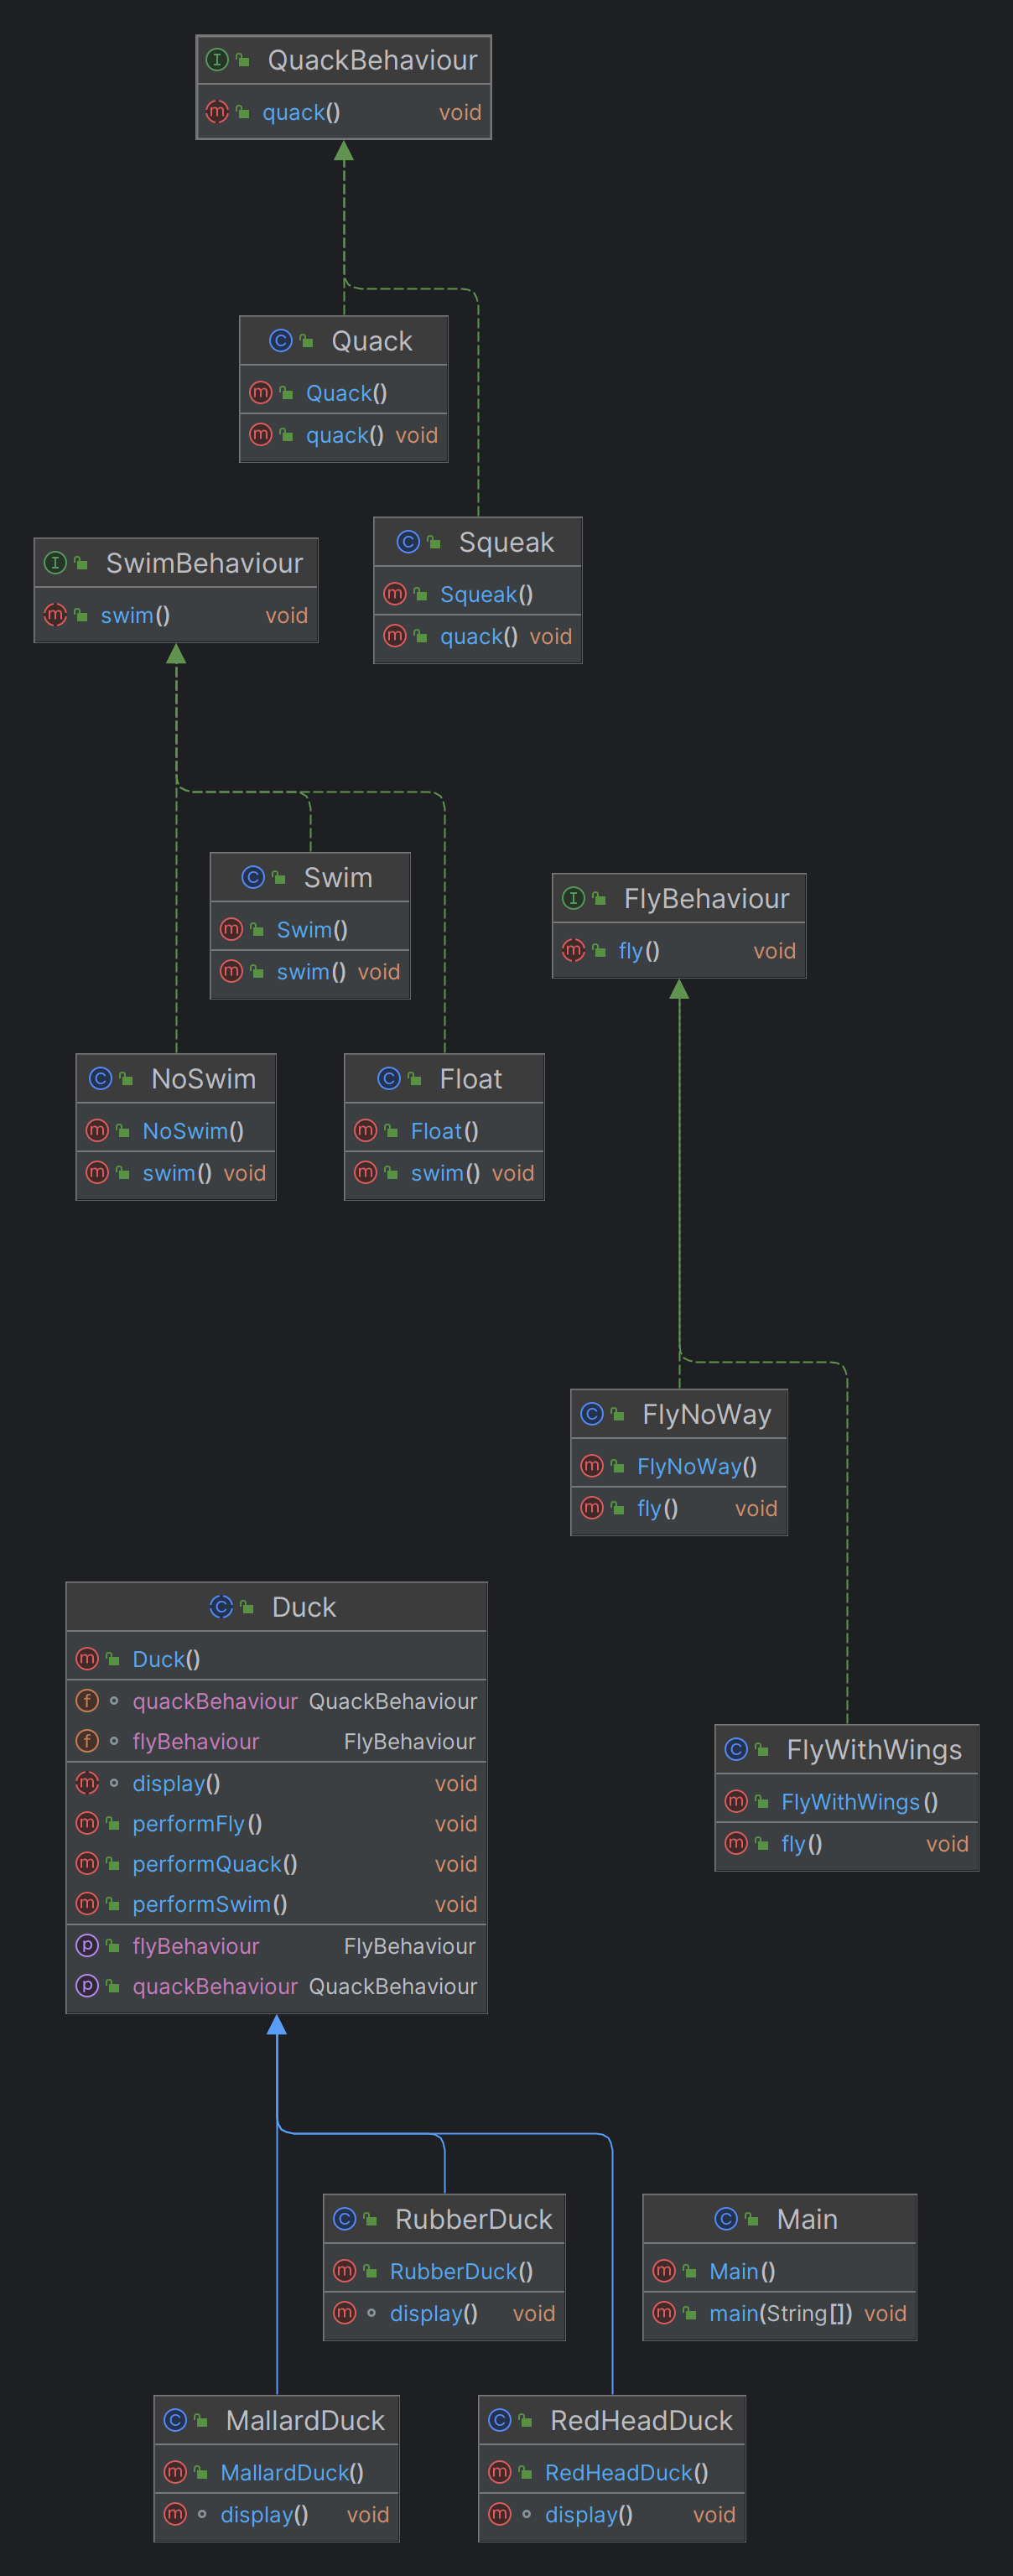 QuackBehaviour
quack() void
Quack
Quack()
quack() void
Squeak
Squeak()
quack() void
SwimBehaviour
swim() void
Swim
Swim()
swim() void
FlyBehaviour
fly() void
NoSwim
NoSwim()
swim() void
Float
Float()
swim() void
FlyNoWay
FlyNoWay()
fly() void
Duck
Duck()
quackBehaviour QuackBehaviour
flyBehaviour FlyBehaviour
display() void
performFly() void
performQuack() void
performSwim() void
flyBehaviour FlyBehaviour
quackBehaviour QuackBehaviour
FlyWithWings
FlyWithWings()
fly() void
RubberDuck
RubberDuck()
display() void
Main
Main()
main(String[]) void
MallardDuck
MallardDuck()
display() void
RedHeadDuck
RedHeadDuck()
display() void